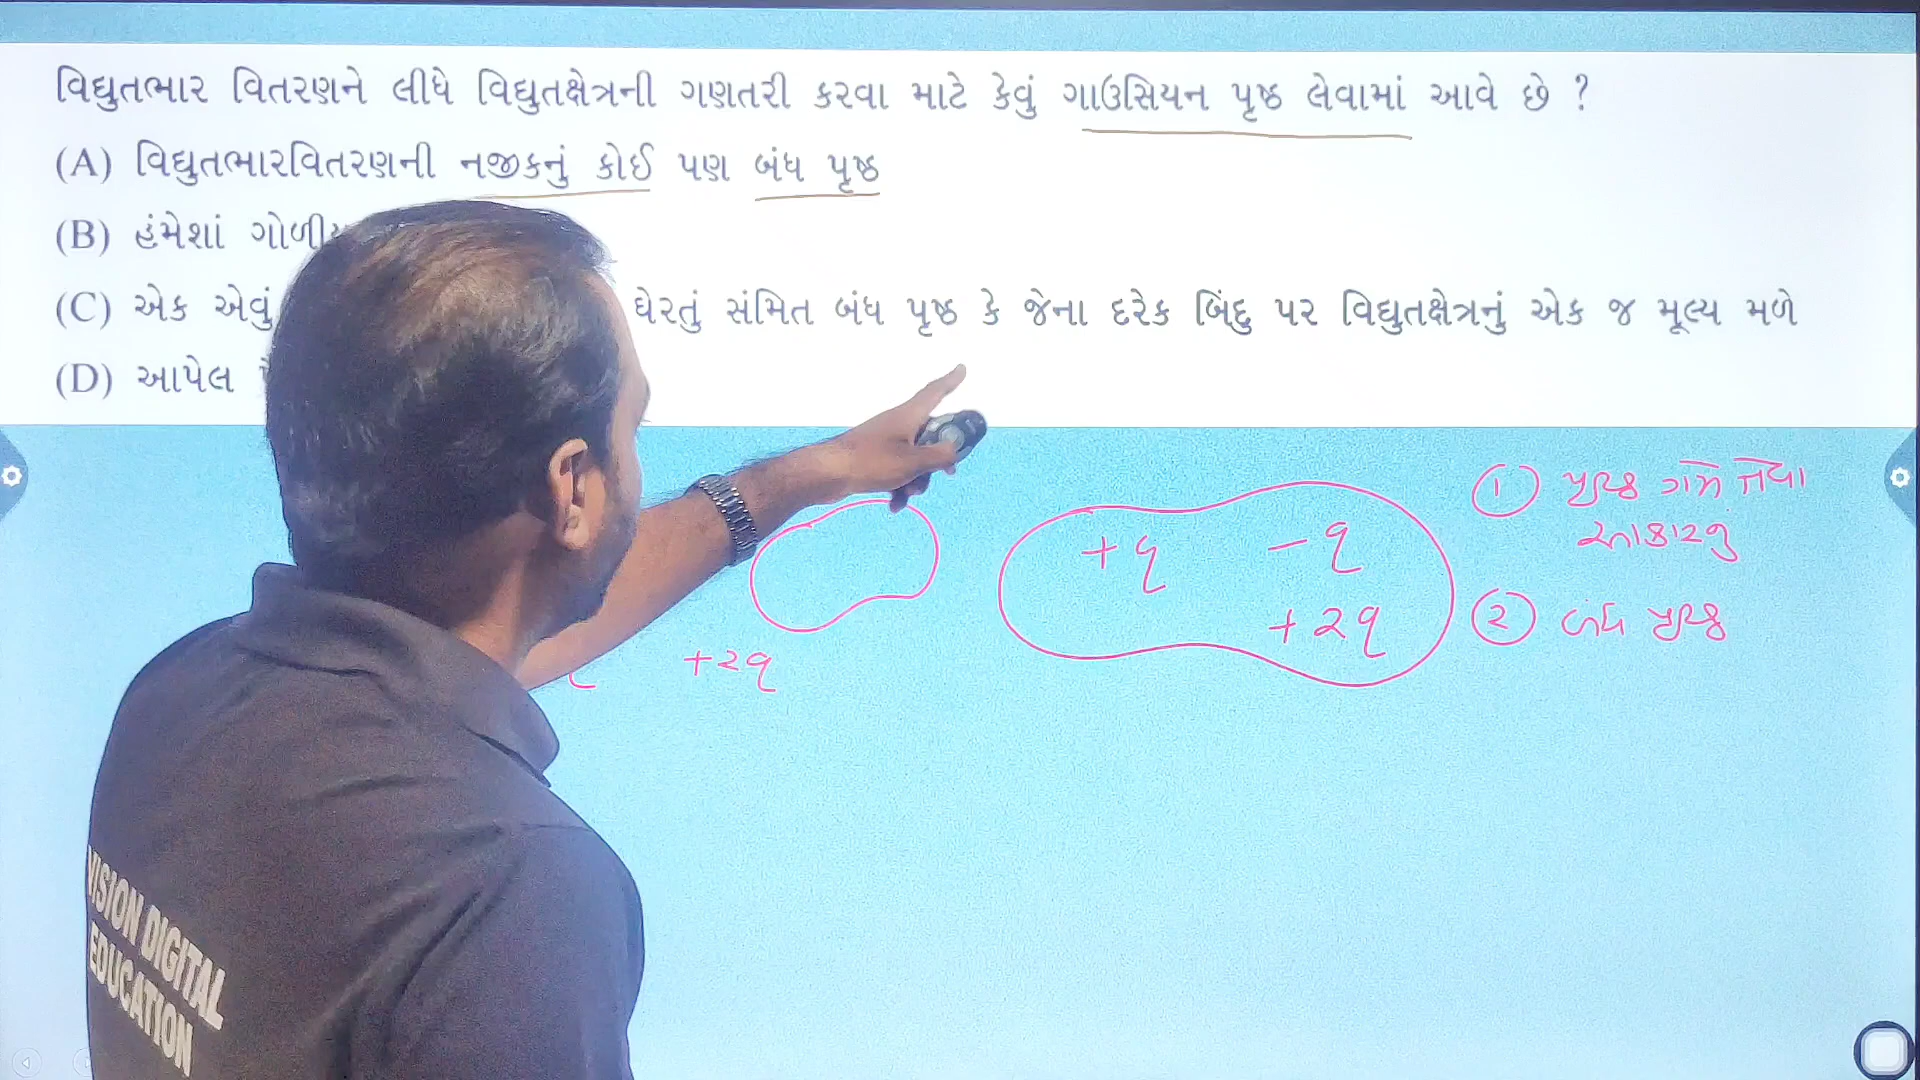 વિદ્યુતભાર વિતરણને લીધે વિદ્યુતક્ષેત્રની ગણતરી કરવા માટે કેવું ગાઉસિયન પૃષ્ઠ લેવામાં આવે છે ?
(A) વિદ્યુતભારવિતરણની નજીકનું કોઈ પણ બંધ પૃષ્ઠ
(B) હંમેશાં
(C) એક એવું ઘેરતું સંમિત બંધ પૃષ્ઠ કે જેના દરેક બિંદુ પર વિદ્યુતક્ષેત્રનું એક જ મૂલ્ય મળે
(D) આપેલ
① પૃષ્ઠ ગમે તેવા
આકારનુ
+q -q
+2q
② બંધ પૃષ્ઠ
+2q
VISION DIGITAL
EDUCATION